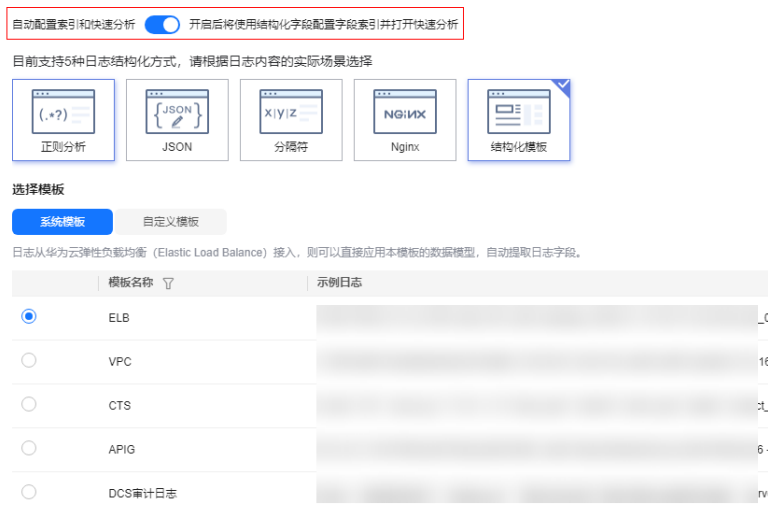 自动配置索引和快速分析 开启后将使用结构化字段配置字段索引并打开快速分析
目前支持5种日志结构化方式，请根据日志内容的实际场景选择
(.*?) {JSON} X|Y|Z NGINX
正则分析 JSON 分隔符 Nginx 结构化模板
选择模板
系统模板 自定义模板
日志从华为云弹性负载均衡（Elastic Load Balance）接入，则可以直接应用本模板的数据模型，自动提取日志字段。
模板名称 示例日志
ELB
VPC
CTS
APIG
DCS审计日志